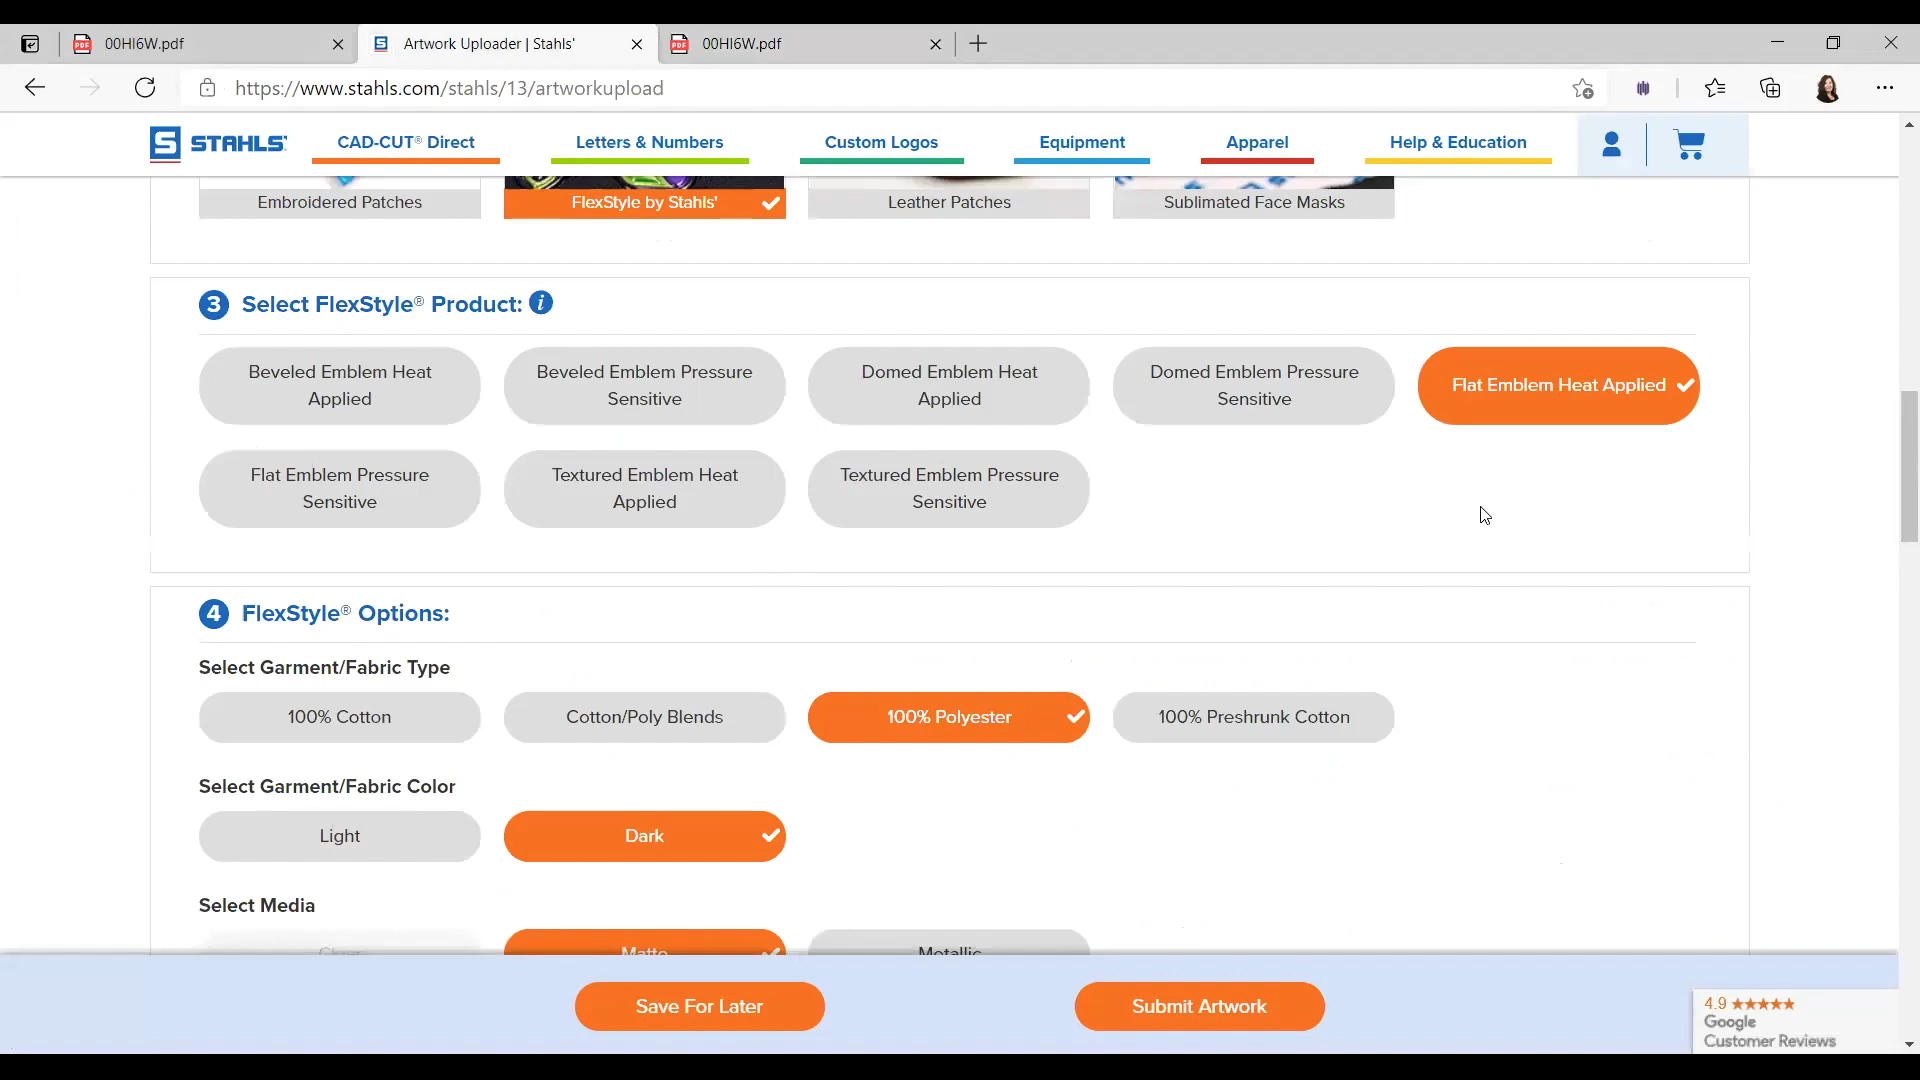 00HI6W.pdf
Artwork Uploader | Stahls'
00HI6W.pdf
https://www.stahls.com/stahls/13/artworkupload
S STAHLS'
CAD-CUT® Direct
Letters & Numbers
Custom Logos
Equipment
Apparel
Help & Education
Embroidered Patches
FlexStyle by Stahls'
Leather Patches
Sublimated Face Masks
3 Select FlexStyle® Product: i
Beveled Emblem Heat
Applied
Beveled Emblem Pressure
Sensitive
Domed Emblem Heat
Applied
Domed Emblem Pressure
Sensitive
Flat Emblem Heat Applied
Flat Emblem Pressure
Sensitive
Textured Emblem Heat
Applied
Textured Emblem Pressure
Sensitive
4 FlexStyle® Options:
Select Garment/Fabric Type
100% Cotton
Cotton/Poly Blends
100% Polyester
100% Preshrunk Cotton
Select Garment/Fabric Color
Light
Dark
Select Media
Matte
Metallic
Save For Later
Submit Artwork
4.9 ★★★★★
Google
Customer Reviews